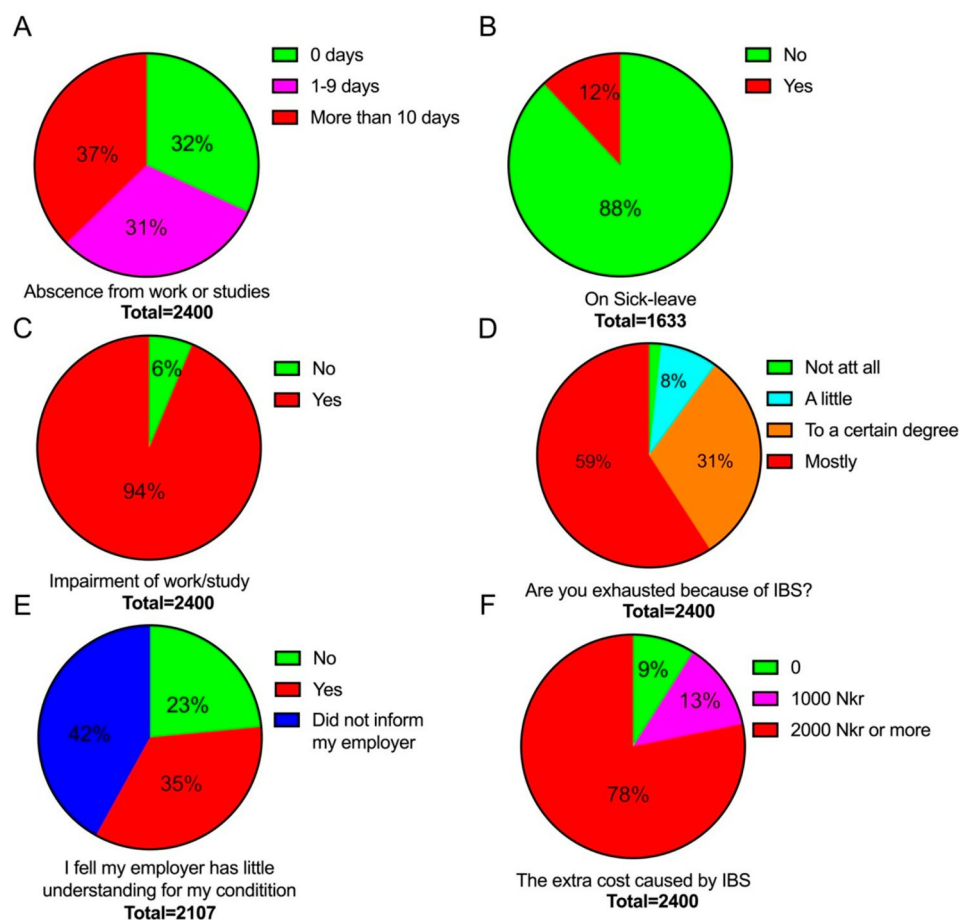 A
0 days
1-9 days
More than 10 days
32%
37%
31%
Abscence from work or studies
Total=2400
B
No
Yes
12%
88%
On Sick-leave
Total=1633
C
No
Yes
6%
94%
Impairment of work/study
Total=2400
D
Not att all
A little
To a certain degree
Mostly
8%
31%
59%
Are you exhausted because of IBS?
Total=2400
E
No
Yes
Did not inform
my employer
23%
42%
35%
I fell my employer has little
understanding for my conditition
Total=2107
F
0
1000 Nkr
2000 Nkr or more
9%
13%
78%
The extra cost caused by IBS
Total=2400